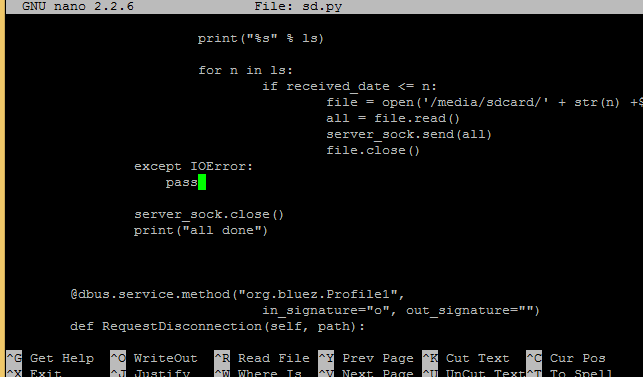 GNU nano 2.2.6 File: sd.py
print("%s" % ls)
for n in ls:
if received_date <= n:
file = open('/media/sdcard/' + str(n) +$
all = file.read()
server_sock.send(all)
file.close()
except IOError:
pass
server_sock.close()
print("all done")
@dbus.service.method("org.bluez.Profile1",
in_signature="o", out_signature="")
def RequestDisconnection(self, path):
^G Get Help ^O WriteOut ^R Read File ^Y Prev Page ^K Cut Text ^C Cur Pos
^X Exit ^J Justify ^W Where Is ^V Next Page ^U UnCut Text ^T To Spell